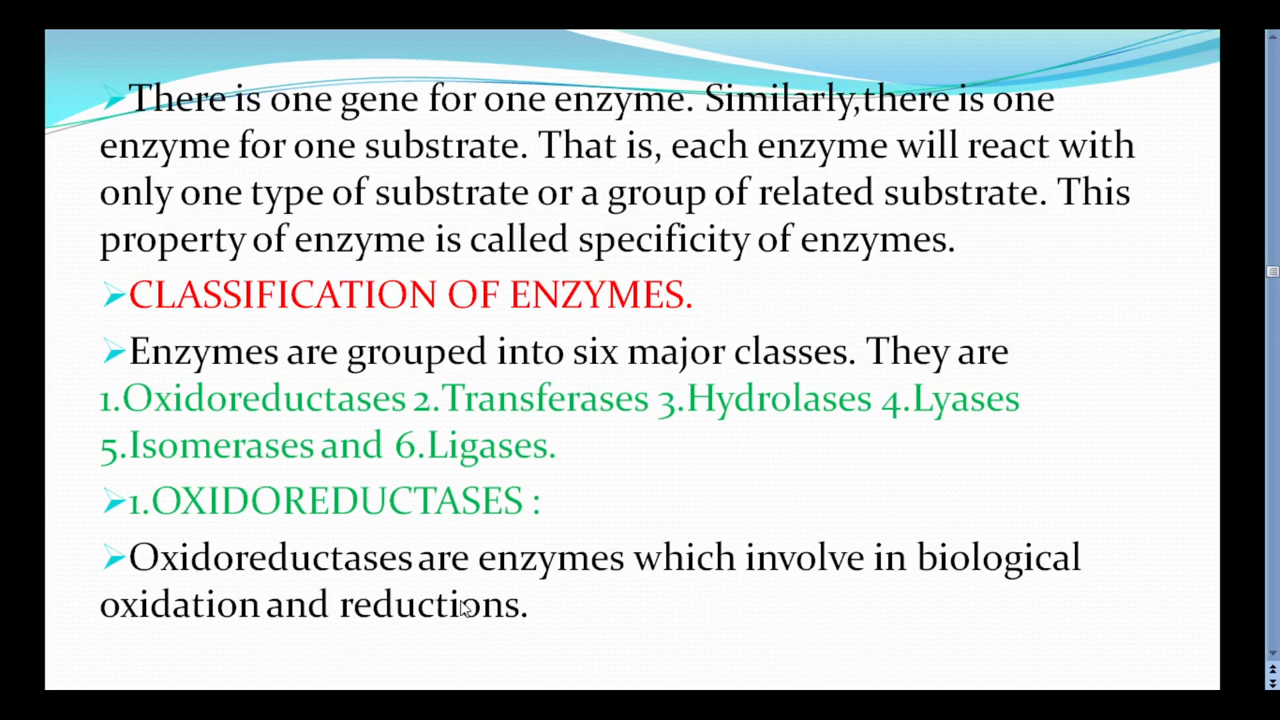 ➢There is one gene for one enzyme. Similarly,there is one
enzyme for one substrate. That is, each enzyme will react with
only one type of substrate or a group of related substrate. This
property of enzyme is called specificity of enzymes.
➢CLASSIFICATION OF ENZYMES.
➢Enzymes are grouped into six major classes. They are
1.Oxidoreductases 2.Transferases 3.Hydrolases 4.Lyases
5.Isomerases and 6.Ligases.
➢1.OXIDOREDUCTASES :
➢Oxidoreductases are enzymes which involve in biological
oxidation and reductions.